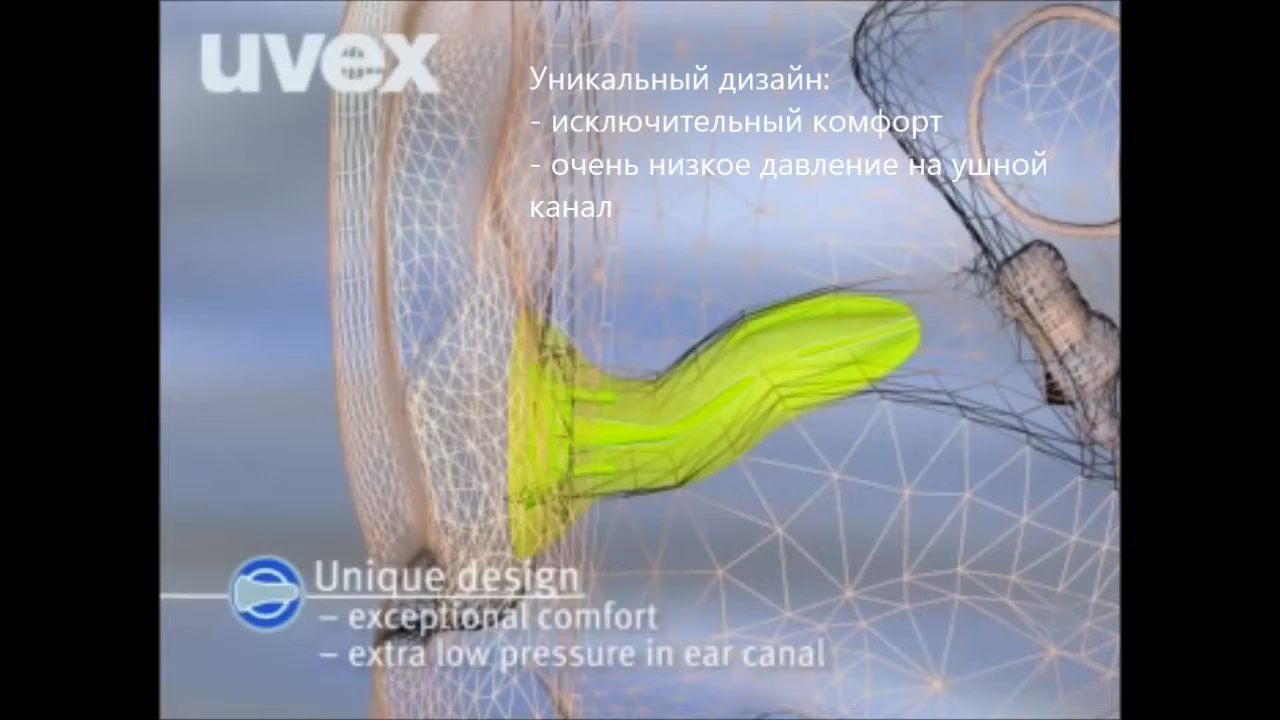 uvex
Уникальный дизайн:
- исключительный комфорт
- очень низкое давление на ушной
канал
Unique design
– exceptional comfort
– extra low pressure in ear canal